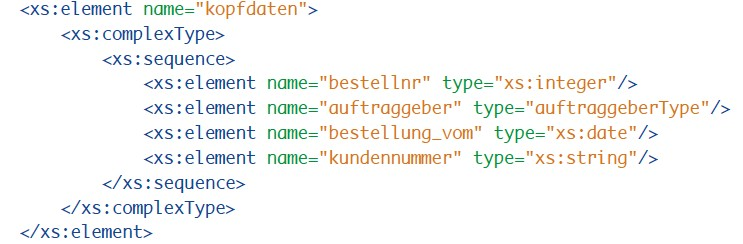 <xs:element name="kopfdaten">
    <xs:complexType>
        <xs:sequence>
            <xs:element name="bestellnr" type="xs:integer"/>
            <xs:element name="auftraggeber" type="auftraggeberType"/>
            <xs:element name="bestellung_vom" type="xs:date"/>
            <xs:element name="kundennummer" type="xs:string"/>
        </xs:sequence>
    </xs:complexType>
</xs:element>